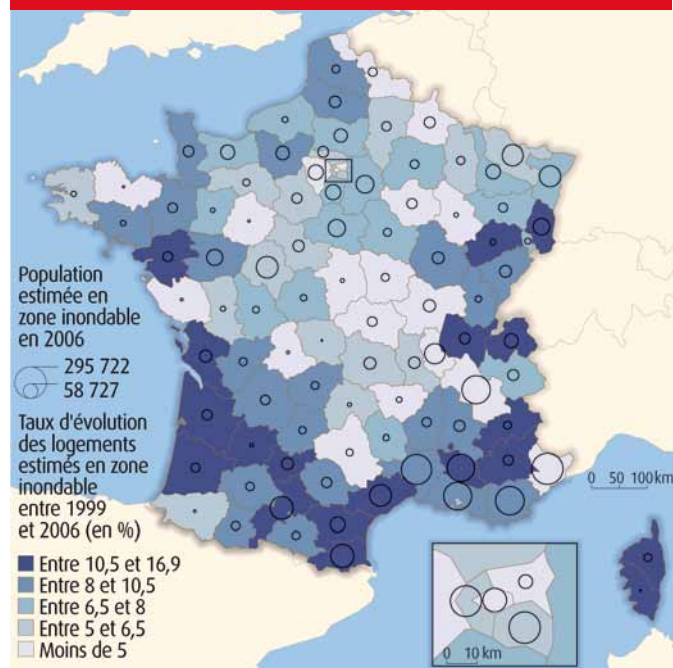 Population
estimée en
zone inondable
en 2006
295 722
58 727
Taux d'évolution
des logements
estimés en zone
inondable
entre 1999
et 2006 (en %)
Entre 10,5 et 16,9
Entre 8 et 10,5
Entre 6,5 et 8
Entre 5 et 6,5
Moins de 5
0 50 100 km
0 10 km